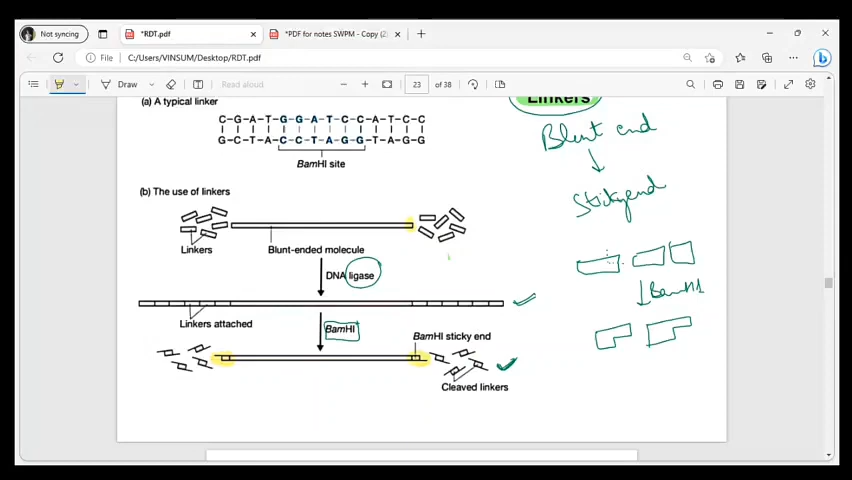 Not syncing
*RDT.pdf
*PDF for notes SWPM - Copy (2
C:/Users/VINSUM/Desktop/RDT.pdf
Draw
Read aloud
23
of 38
Linkers
(a) A typical linker
C-G-A-T-G-G-A-T-C-C-A-T-C-C
G-C-T-A-C-C-T-A-G-G-T-A-G-G
BamHI site
Blunt end
Sticky end
(b) The use of linkers
Linkers
Blunt-ended molecule
DNA ligase
BamH1
Linkers attached
BamHI
BamHI sticky end
Cleaved linkers